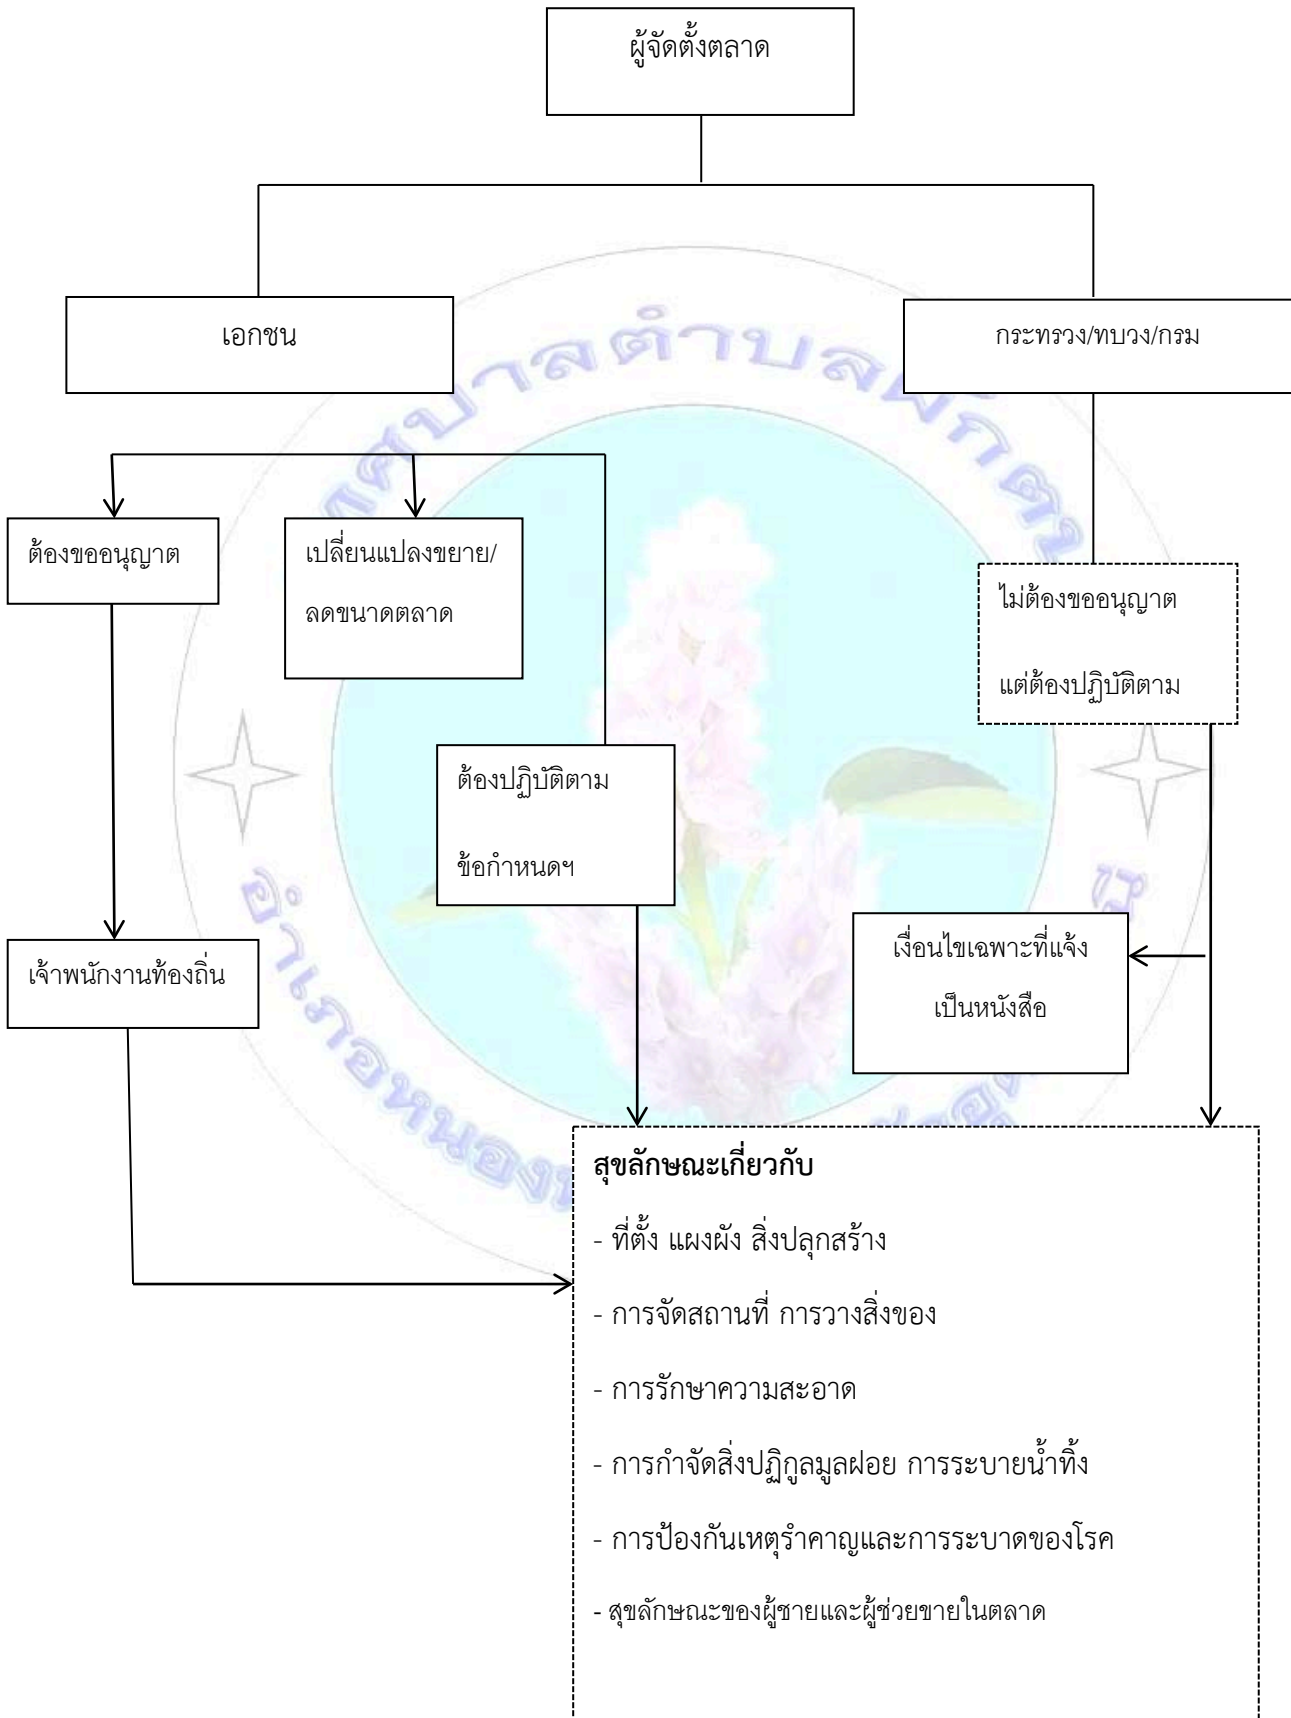 ผู้จัดตั้งตลาด
เอกชน
กระทรวง/ทบวง/กรม
ต้องขออนุญาต
เปลี่ยนแปลงขยาย/
ลดขนาดตลาด
ไม่ต้องขออนุญาต
แต่ต้องปฏิบัติตาม
ต้องปฏิบัติตาม
ข้อกำหนดฯ
เจ้าพนักงานท้องถิ่น
เงื่อนไขเฉพาะที่แจ้ง
เป็นหนังสือ
สุขลักษณะเกี่ยวกับ
- ที่ตั้ง แผงผัง สิ่งปลุกสร้าง
- การจัดสถานที่ การวางสิ่งของ
- การรักษาความสะอาด
- การกำจัดสิ่งปฏิกูลมูลฝอย การระบายน้ำทิ้ง
- การป้องกันเหตุรำคาญและการระบาดของโรค
- สุขลักษณะของผู้ชายและผู้ช่วยขายในตลาด